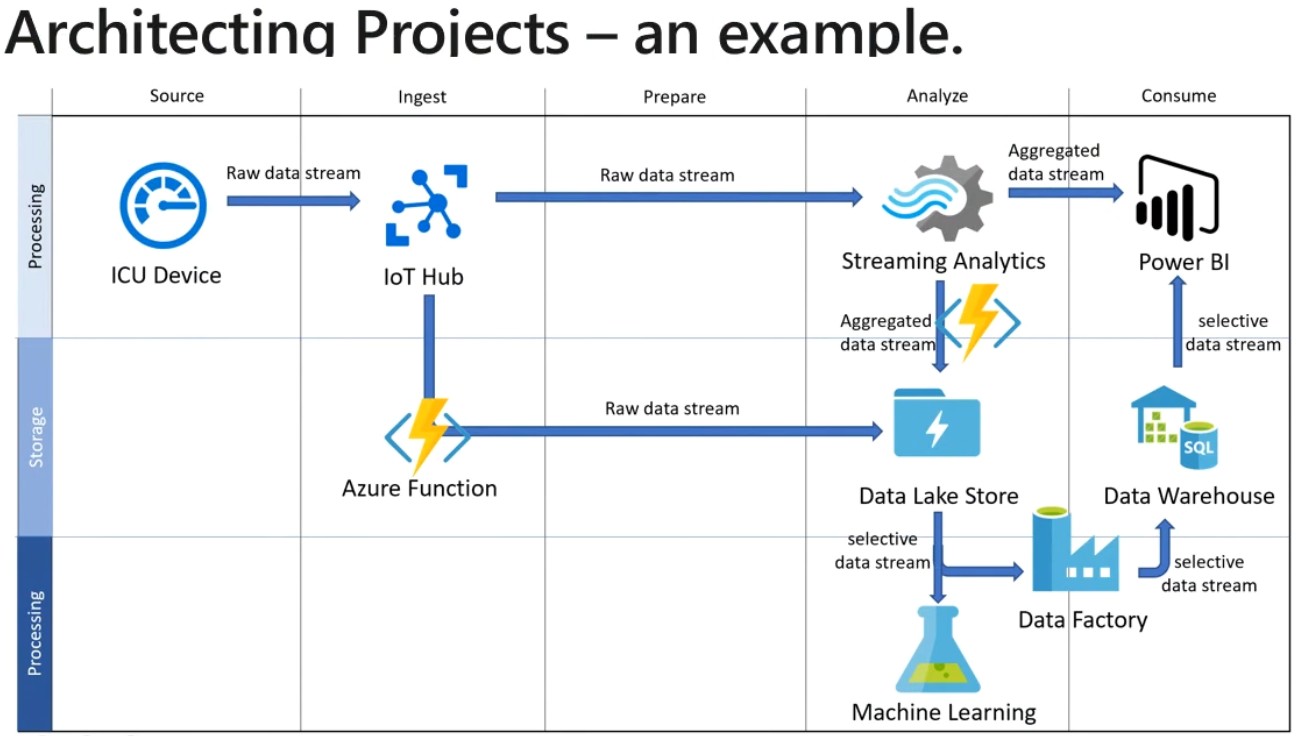 Architecting Projects – an example.
Source
Ingest
Prepare
Analyze
Consume
Processing
Raw data stream
Raw data stream
Aggregated
data stream
ICU Device
IoT Hub
Streaming Analytics
Power BI
Aggregated
data stream
selective
data stream
Storage
Raw data stream
SQL
Azure Function
Data Lake Store
Data Warehouse
Processing
selective
data stream
selective
data stream
Data Factory
Machine Learning